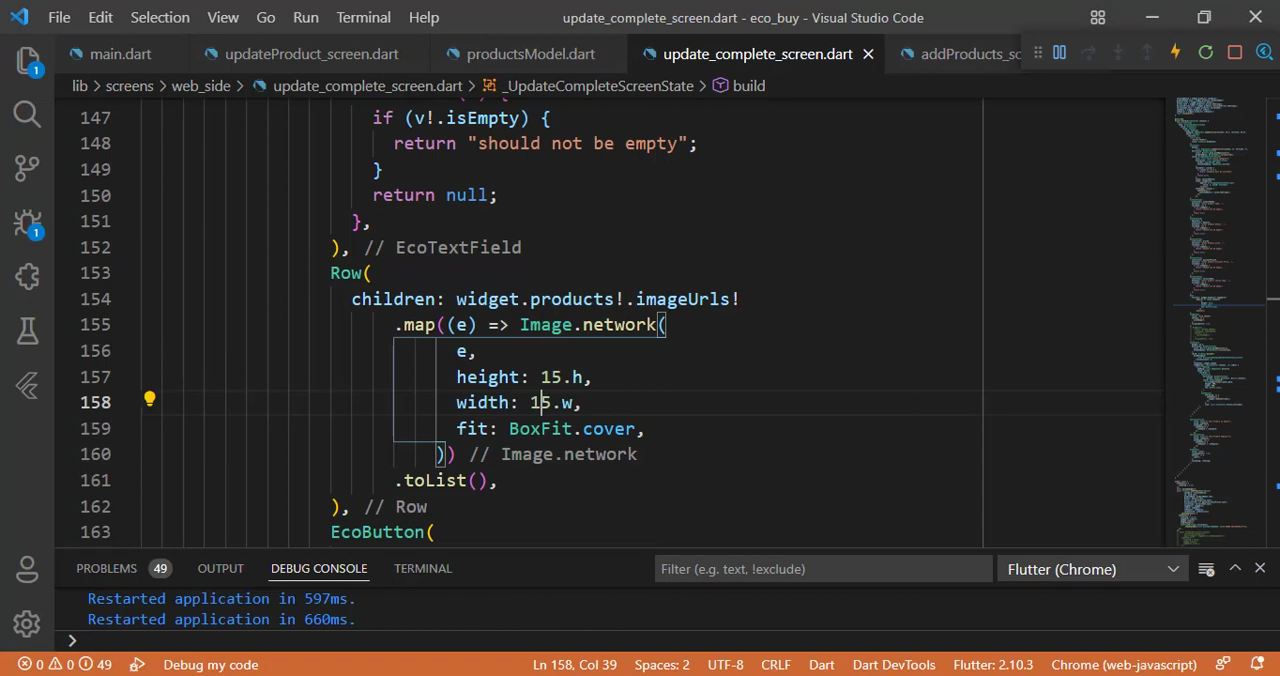 File Edit Selection View Go Run Terminal Help update_complete_screen.dart - eco_buy - Visual Studio Code
main.dart updateProduct_screen.dart productsModel.dart update_complete_screen.dart addProducts_sc
lib > screens > web_side > update_complete_screen.dart > _UpdateCompleteScreenState > build
147 if (v!.isEmpty) {
148 return "should not be empty";
149 }
150 return null;
151 },
152 ), // EcoTextField
153 Row(
154 children: widget.products!.imageUrls!
155 .map((e) => Image.network(
156 e,
157 height: 15.h,
158 width: 15.w,
159 fit: BoxFit.cover,
160 )) // Image.network
161 .toList(),
162 ), // Row
163 EcoButton(
1
1
PROBLEMS 49 OUTPUT DEBUG CONSOLE TERMINAL Filter (e.g. text, !exclude) Flutter (Chrome)
Restarted application in 597ms.
Restarted application in 660ms.
>
0 0 49 Debug my code Ln 158, Col 39 Spaces: 2 UTF-8 CRLF Dart Dart DevTools Flutter: 2.10.3 Chrome (web-javascript)